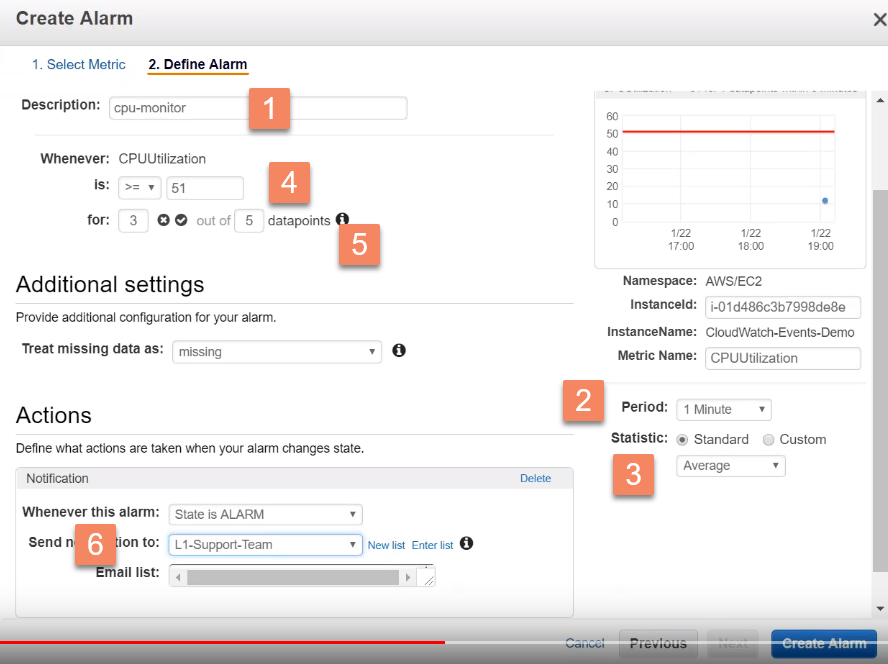 Create Alarm
1. Select Metric 2. Define Alarm
Description: cpu-monitor 1
Whenever: CPUUtilization
is: >= 51 4
for: 3 out of 5 datapoints
5
Additional settings
Provide additional configuration for your alarm.
Treat missing data as: missing
Actions
Define what actions are taken when your alarm changes state.
Notification Delete
Whenever this alarm: State is ALARM
Send tion to: L1-Support-Team New list Enter list
6
Email list:
60
50
40
30
20
10
0
1/22 1/22 1/22
17:00 18:00 19:00
Namespace: AWS/EC2
InstanceId: i-01d486c3b7998de8e
InstanceName: CloudWatch-Events-Demo
Metric Name: CPUUtilization
2
Period: 1 Minute
Statistic: Standard Custom
3 Average
Cancel Previous Next Create Alarm